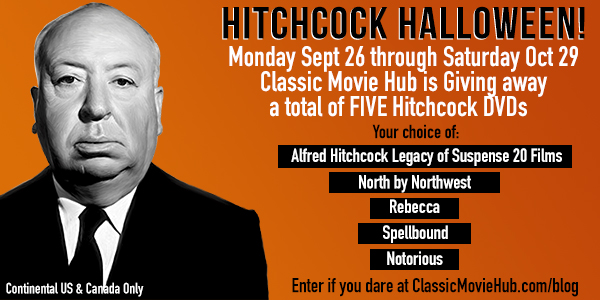 HITCHCOCK HALLOWEEN!
Monday Sept 26 through Saturday Oct 29
Classic Movie Hub is Giving away
a total of FIVE Hitchcock DVDs
Your choice of:
Alfred Hitchcock Legacy of Suspense 20 Films
North by Northwest
Rebecca
Spellbound
Notorious
Continental US & Canada Only
Enter if you dare at ClassicMovieHub.com/blog